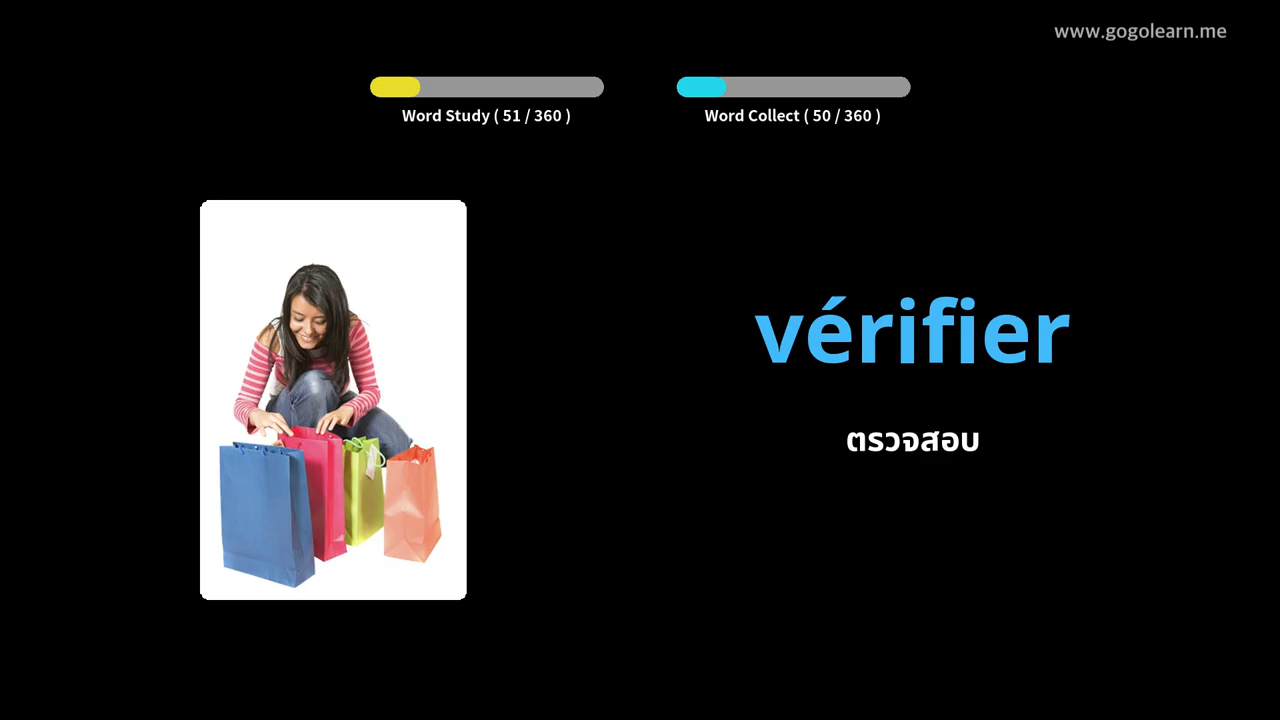 www.gogolearn.me
Word Study ( 51 / 360 )
Word Collect ( 50 / 360 )
vérifier
ตรวจสอบ